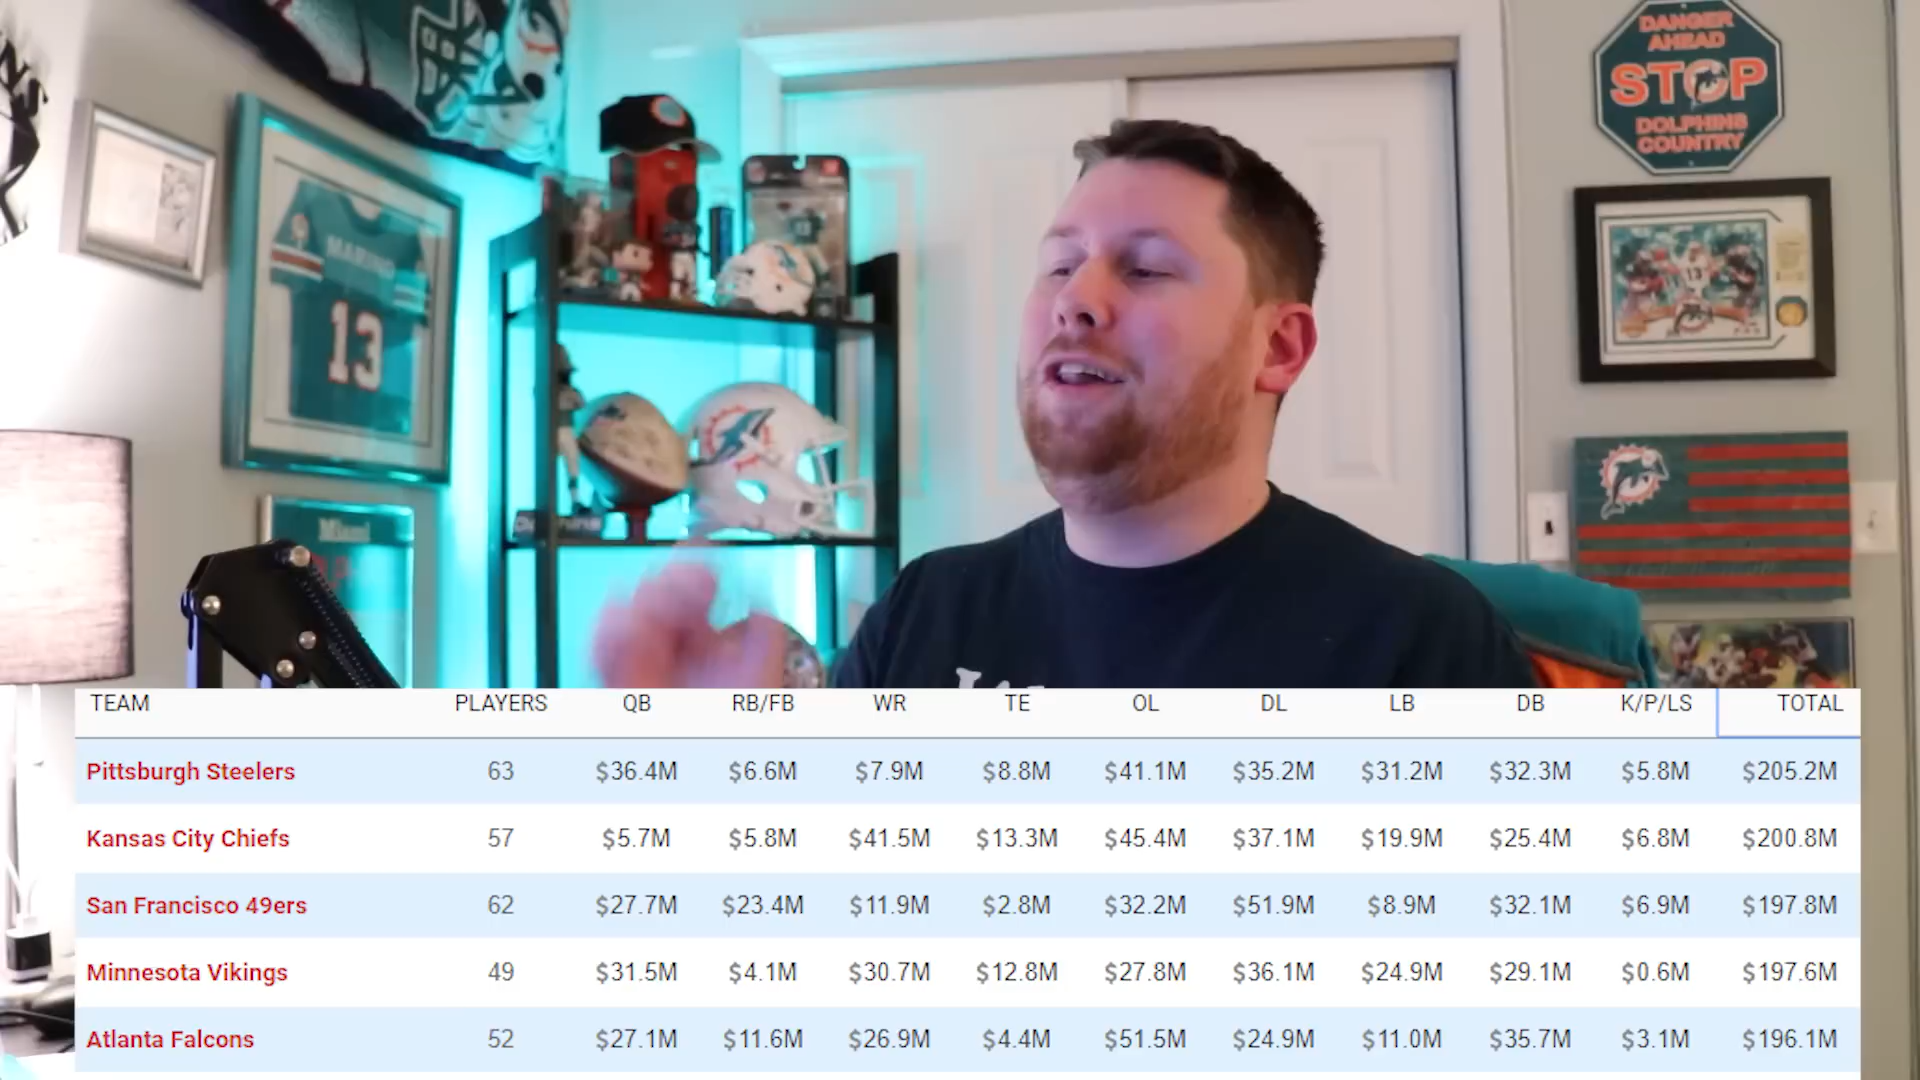 DANGER
AHEAD
STOP
DOLPHINS
COUNTRY
MARINO
13
13
Miami
TEAM PLAYERS QB RB/FB WR TE OL DL LB DB K/P/LS TOTAL
Pittsburgh Steelers 63 $36.4M $6.6M $7.9M $8.8M $41.1M $35.2M $31.2M $32.3M $5.8M $205.2M
Kansas City Chiefs 57 $5.7M $5.8M $41.5M $13.3M $45.4M $37.1M $19.9M $25.4M $6.8M $200.8M
San Francisco 49ers 62 $27.7M $23.4M $11.9M $2.8M $32.2M $51.9M $8.9M $32.1M $6.9M $197.8M
Minnesota Vikings 49 $31.5M $4.1M $30.7M $12.8M $27.8M $36.1M $24.9M $29.1M $0.6M $197.6M
Atlanta Falcons 52 $27.1M $11.6M $26.9M $4.4M $51.5M $24.9M $11.0M $35.7M $3.1M $196.1M